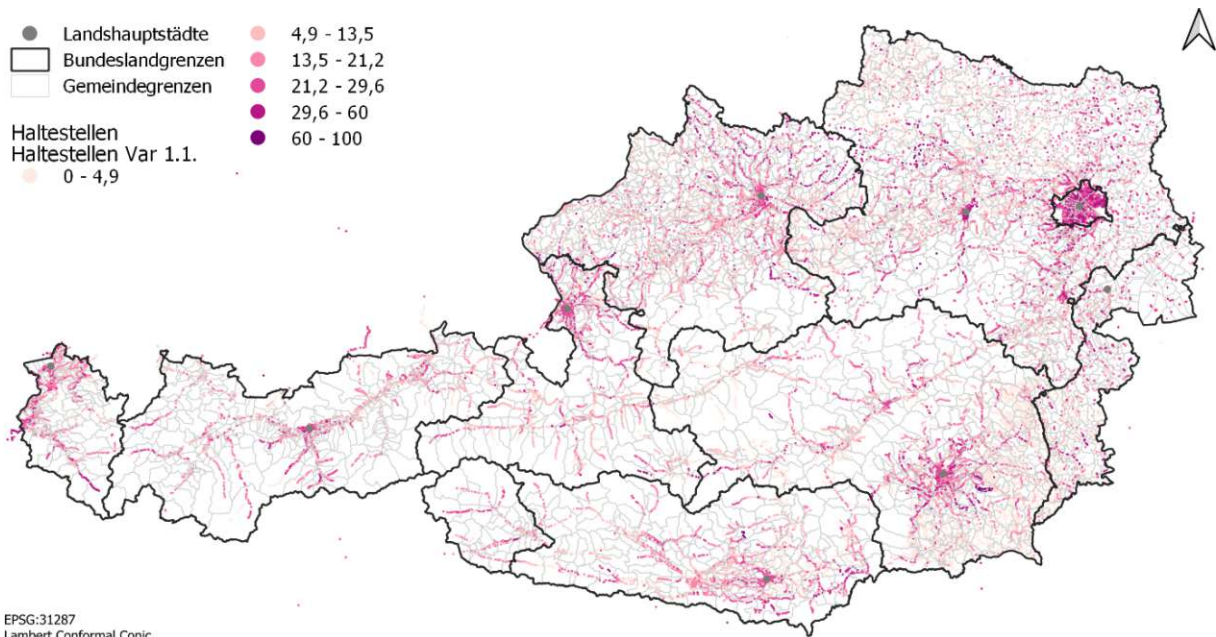 Landshauptstädte
Bundeslandgrenzen
Gemeindegrenzen
Haltestellen
Haltestellen Var 1.1.
0 - 4,9
4,9 - 13,5
13,5 - 21,2
21,2 - 29,6
29,6 - 60
60 - 100
EPSG:31287
Lambert Conformal Conic